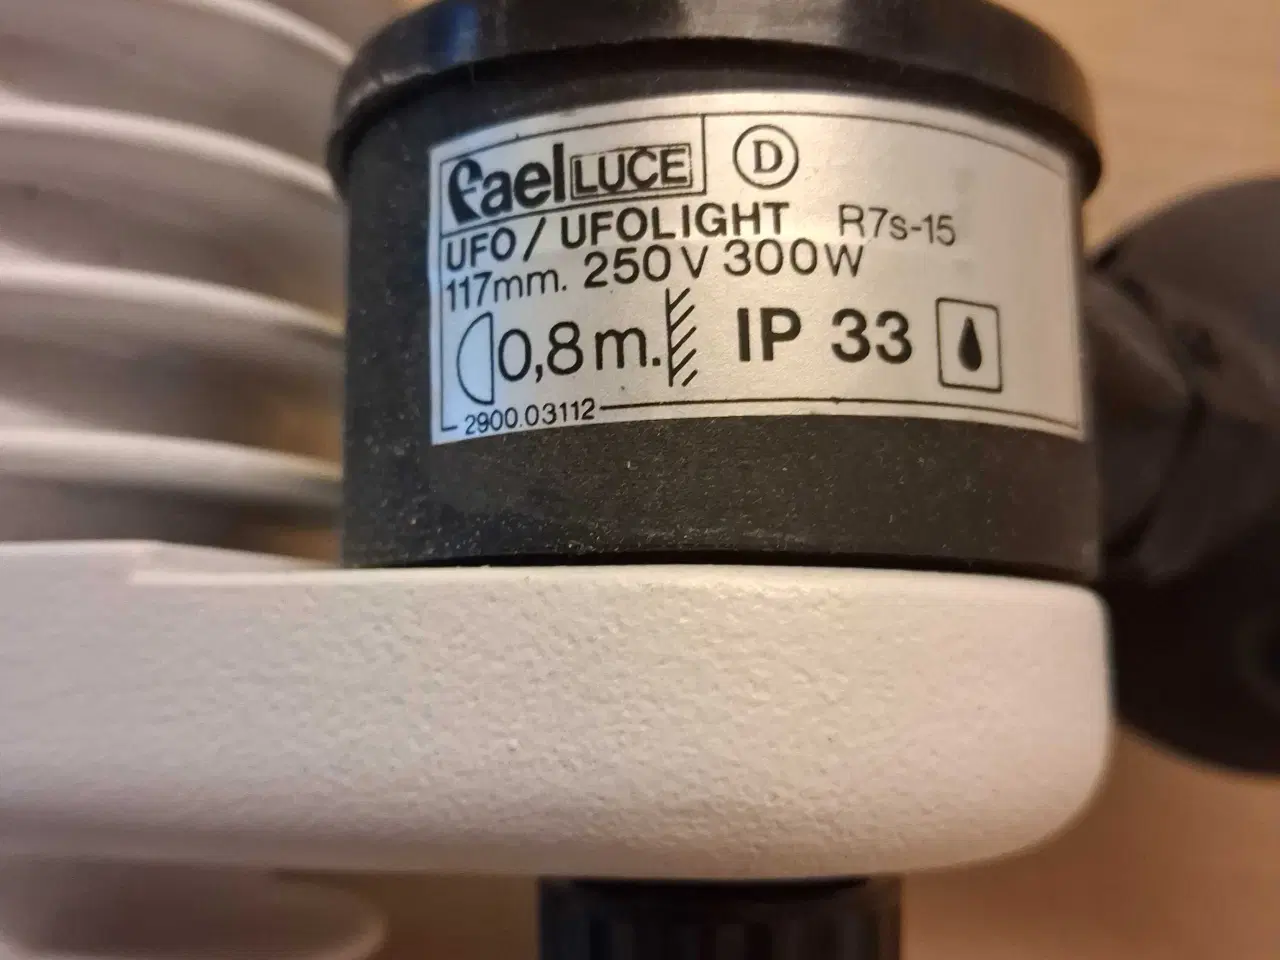 fael LUCE D
UFO / UFOLIGHT R7s-15
117mm. 250V 300W
0,8m. IP 33
2900.03112